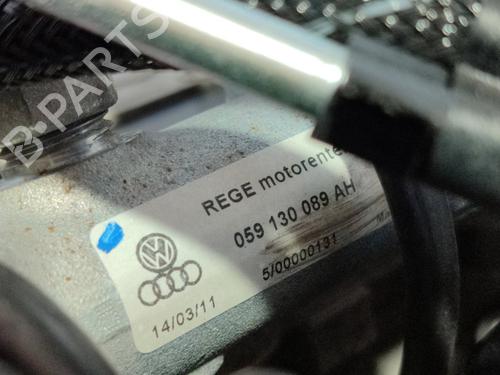 REGE motorente
059 130 089 AH
5/00000131
14/03/11
B-PARTS